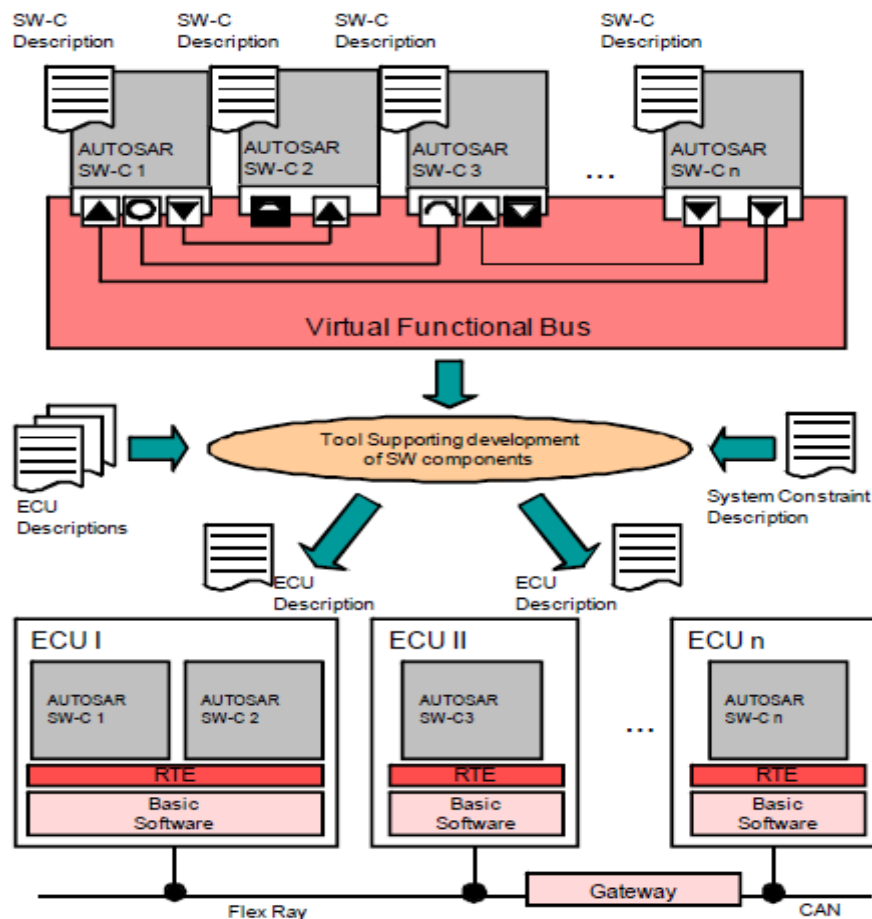 SW-C
Description
SW-C
Description
SW-C
Description
SW-C
Description
AUTOSAR
SW-C 1
AUTOSAR
SW-C 2
AUTOSAR
SW-C 3
...
AUTOSAR
SW-C n
Virtual Functional Bus
Tool Supporting development
of SW components
ECU
Descriptions
System Constraint
Description
ECU
Description
ECU
Description
ECU I
AUTOSAR
SW-C 1
AUTOSAR
SW-C 2
RTE
Basic
Software
ECU II
AUTOSAR
SW-C3
RTE
Basic
Software
...
ECU n
AUTOSAR
SW-C n
RTE
Basic
Software
Flex Ray
Gateway
CAN